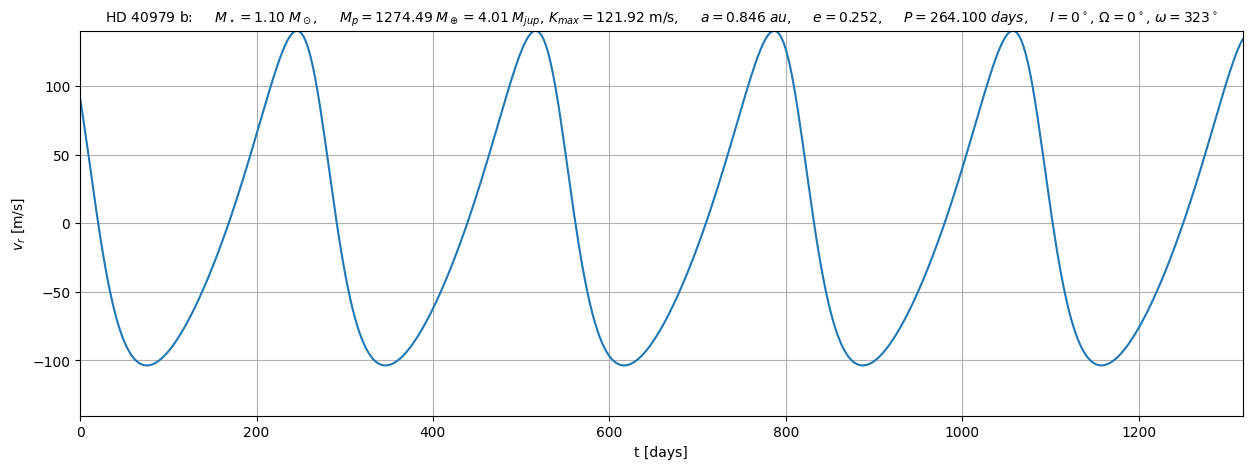 HD 40979 b: M⋆ = 1.10 M⊙, Mp = 1274.49 M⊕ = 4.01 Mjup, Kmax = 121.92 m/s, a = 0.846 au, e = 0.252, P = 264.100 days, I = 0°, Ω = 0°, ω = 323°
100
50
0
−50
−100
vr [m/s]
0 200 400 600 800 1000 1200
t [days]